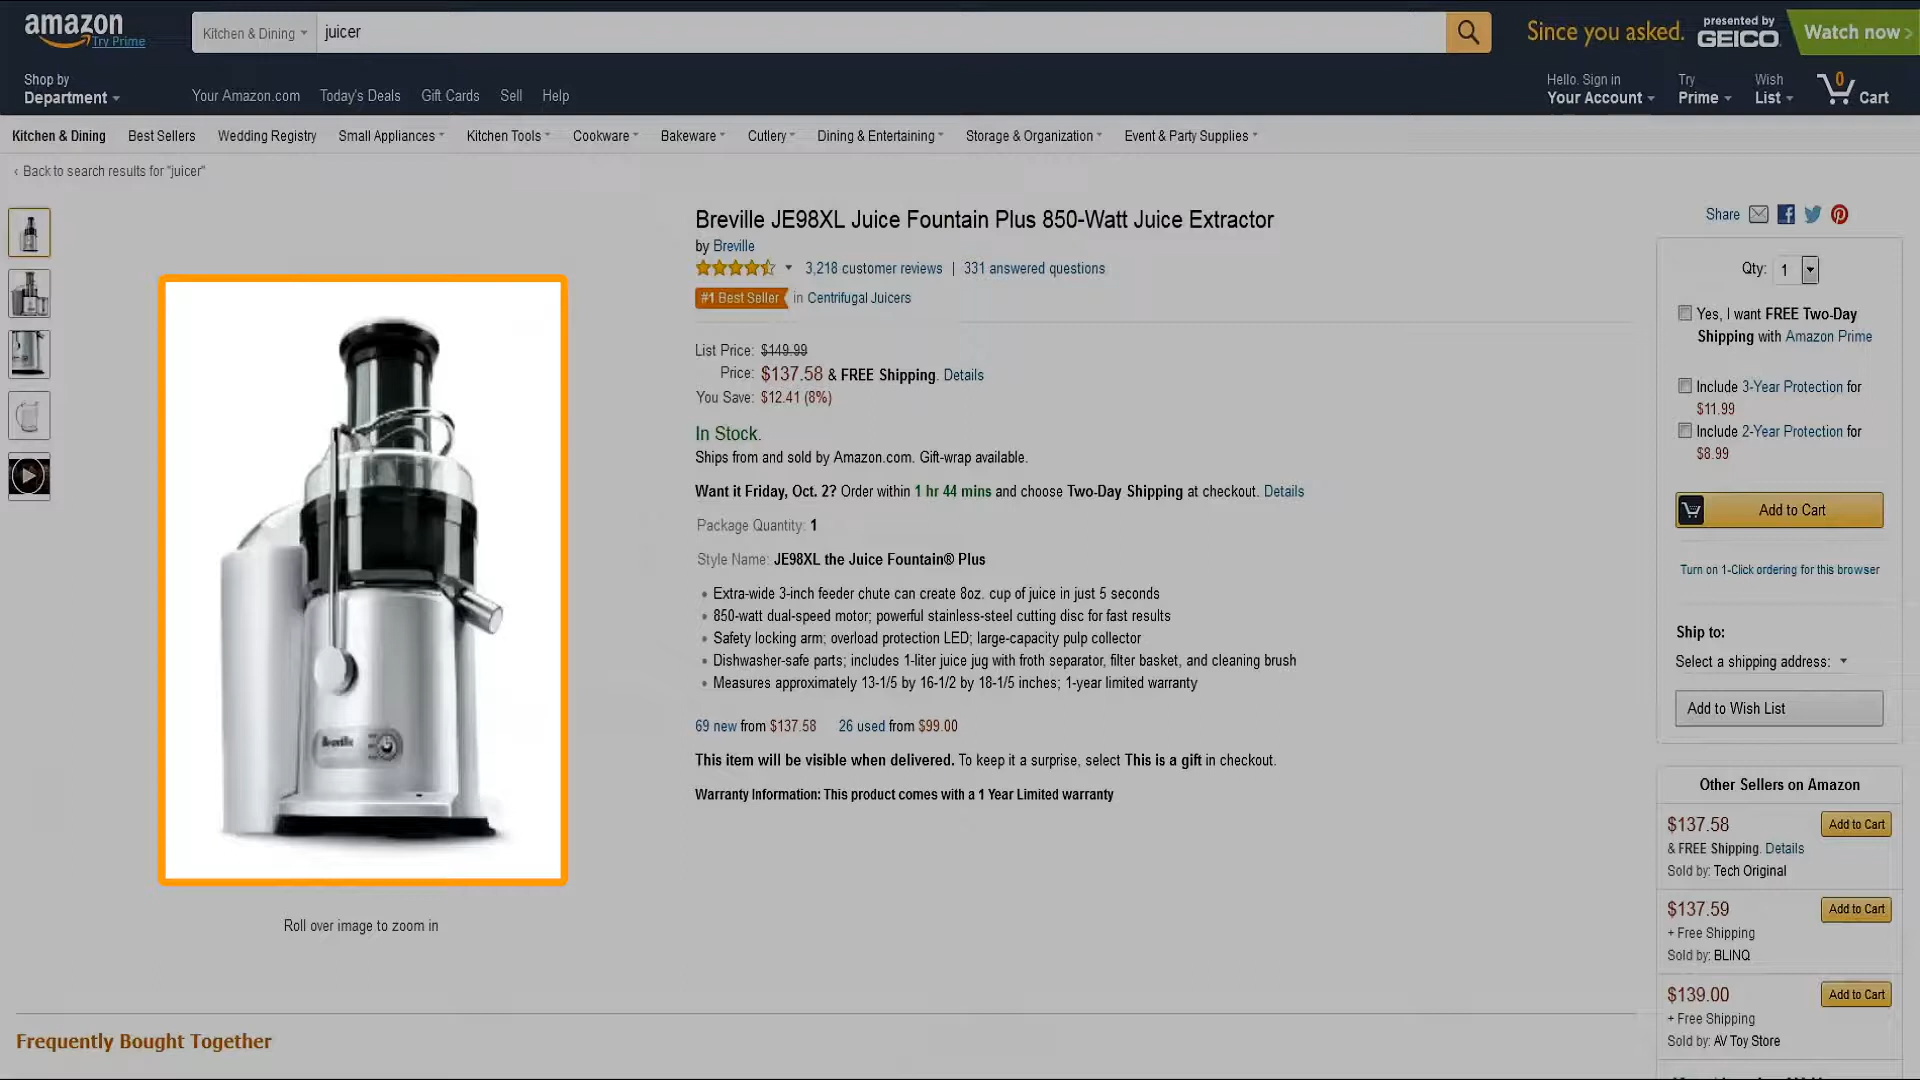 amazon
Try Prime
Kitchen & Dining
juicer
Since you asked.
presented by
GEICO
Watch now >
Shop by
Department
Your Amazon.com
Today's Deals
Gift Cards
Sell
Help
Hello. Sign in
Your Account
Try
Prime
Wish
List
0
Cart
Kitchen & Dining
Best Sellers
Wedding Registry
Small Appliances
Kitchen Tools
Cookware
Bakeware
Cutlery
Dining & Entertaining
Storage & Organization
Event & Party Supplies
‹ Back to search results for "juicer"
Breville
Roll over image to zoom in
Breville JE98XL Juice Fountain Plus 850-Watt Juice Extractor
by Breville
3,218 customer reviews | 331 answered questions
#1 Best Seller in Centrifugal Juicers
List Price: $149.99
Price: $137.58 & FREE Shipping. Details
You Save: $12.41 (8%)
In Stock.
Ships from and sold by Amazon.com. Gift-wrap available.
Want it Friday, Oct. 2? Order within 1 hr 44 mins and choose Two-Day Shipping at checkout. Details
Package Quantity: 1
Style Name: JE98XL the Juice Fountain® Plus
• Extra-wide 3-inch feeder chute can create 8oz. cup of juice in just 5 seconds
• 850-watt dual-speed motor; powerful stainless-steel cutting disc for fast results
• Safety locking arm; overload protection LED; large-capacity pulp collector
• Dishwasher-safe parts; includes 1-liter juice jug with froth separator, filter basket, and cleaning brush
• Measures approximately 13-1/5 by 16-1/2 by 18-1/5 inches; 1-year limited warranty
69 new from $137.58 26 used from $99.00
This item will be visible when delivered. To keep it a surprise, select This is a gift in checkout.
Warranty Information: This product comes with a 1 Year Limited warranty
Share
Qty: 1
Yes, I want FREE Two-Day
Shipping with Amazon Prime
Include 3-Year Protection for
$11.99
Include 2-Year Protection for
$8.99
Add to Cart
Turn on 1-Click ordering for this browser
Ship to:
Select a shipping address:
Add to Wish List
Other Sellers on Amazon
$137.58
Add to Cart
& FREE Shipping. Details
Sold by: Tech Original
$137.59
Add to Cart
+ Free Shipping
Sold by: BLINQ
$139.00
Add to Cart
+ Free Shipping
Sold by: AV Toy Store
Frequently Bought Together